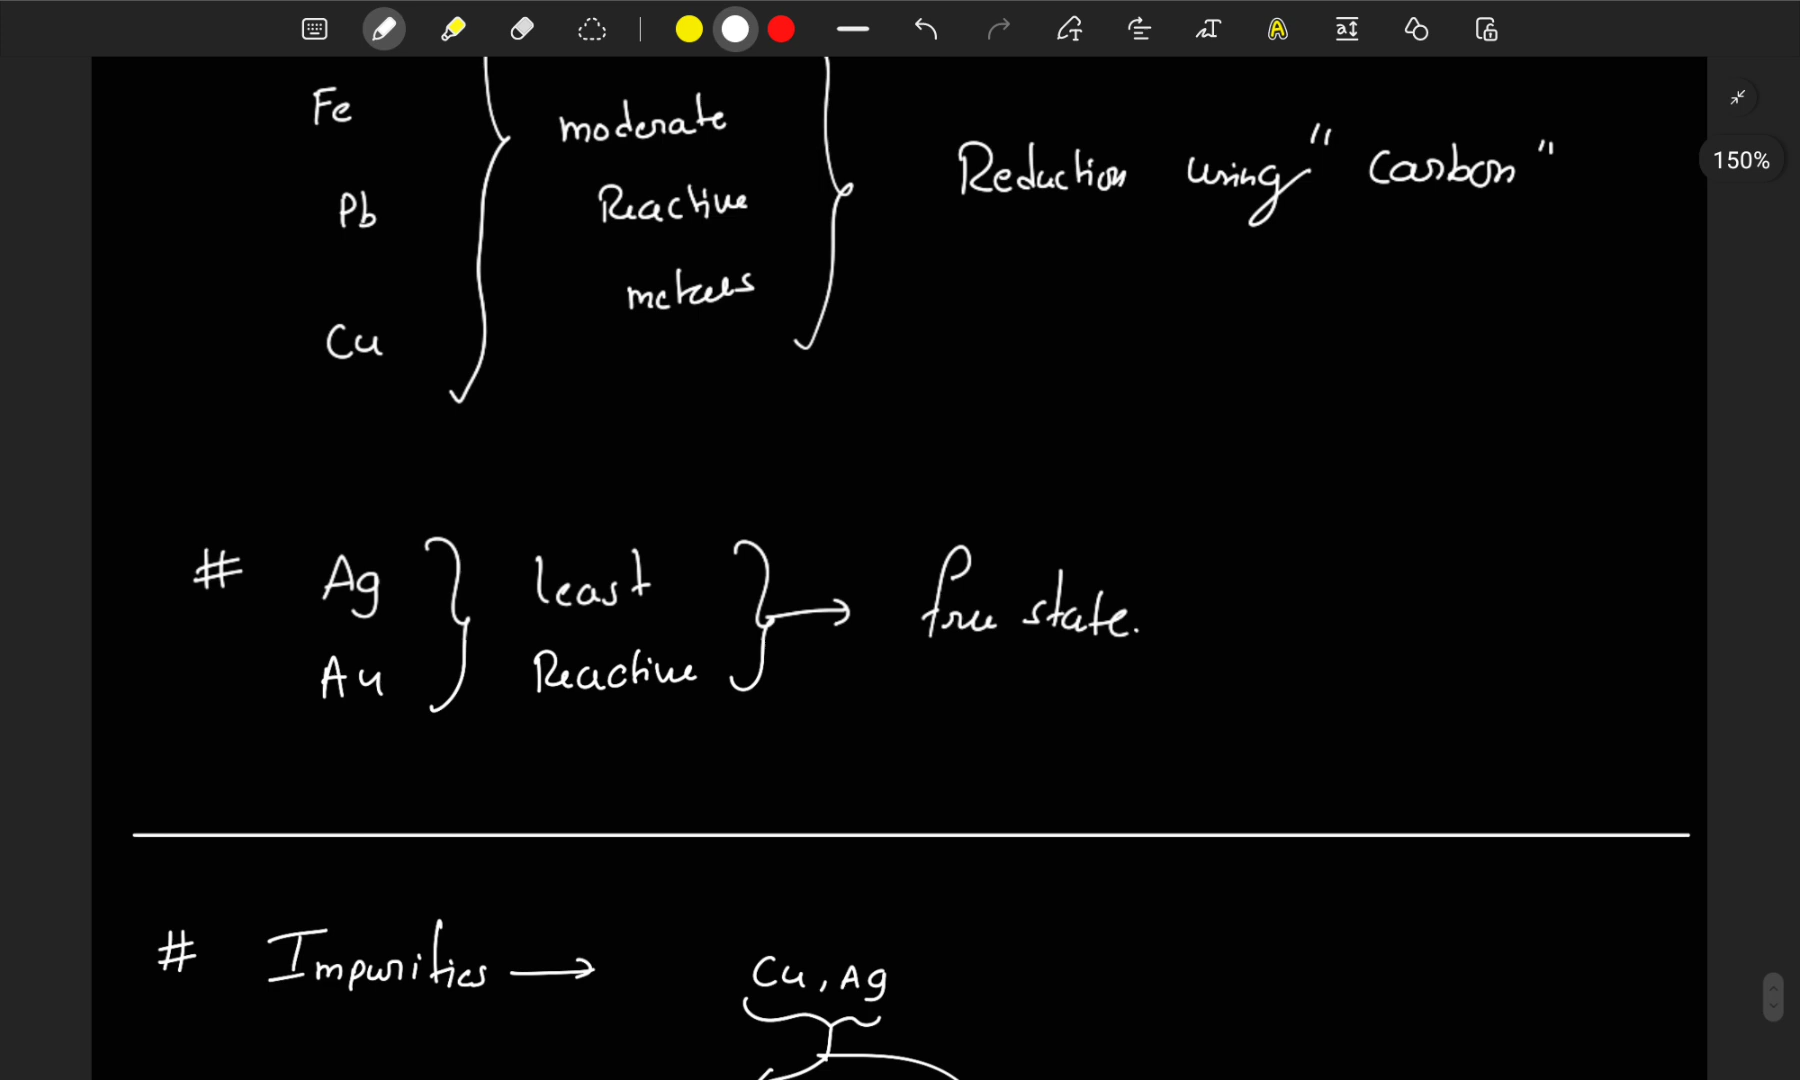 150%
Fe
Pb
Cu
moderate
Reactive
metals
Reduction using "Carbon"
# Ag
Au
least
Reactive
free state.
# Impurities → Cu, Ag